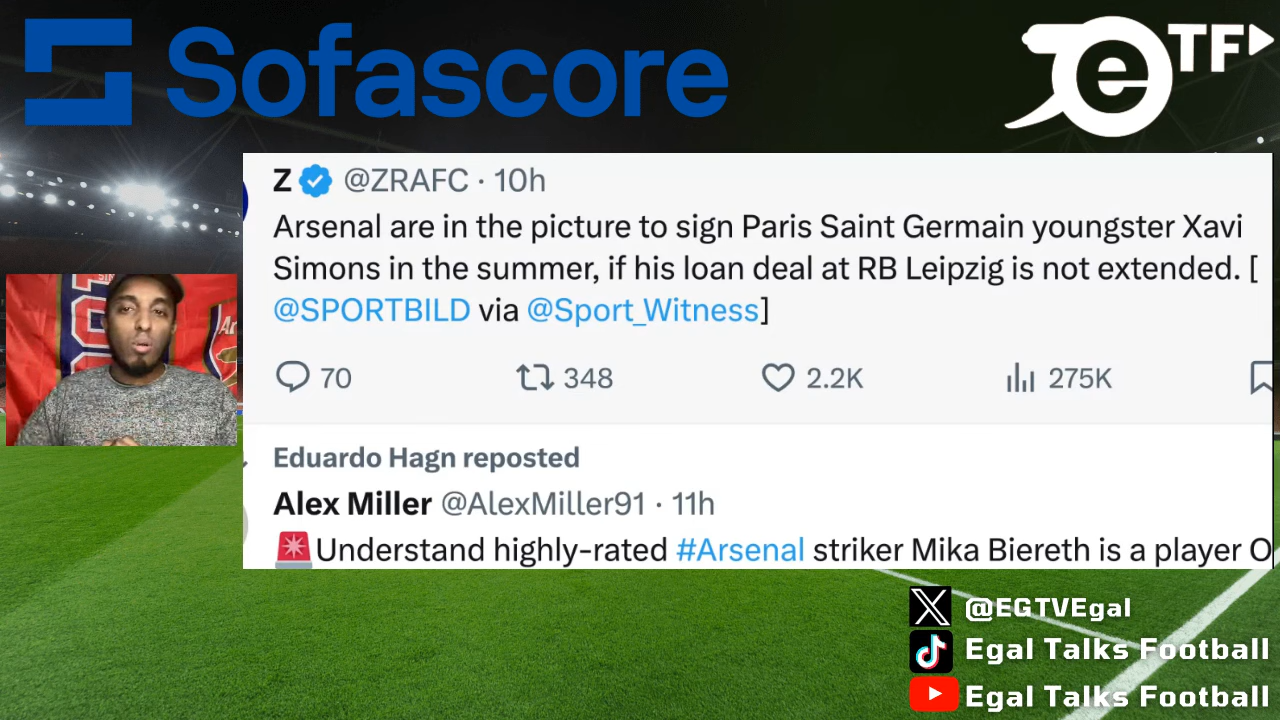 Sofascore
e TF
Z @ZRAFC · 10h
Arsenal are in the picture to sign Paris Saint Germain youngster Xavi
Simons in the summer, if his loan deal at RB Leipzig is not extended. [
@SPORTBILD via @Sport_Witness]
70 348 2.2K 275K
Eduardo Hagn reposted
Alex Miller @AlexMiller91 · 11h
🚨Understand highly-rated #Arsenal striker Mika Biereth is a player O
@EGTVEgal
Egal Talks Football
Egal Talks Football